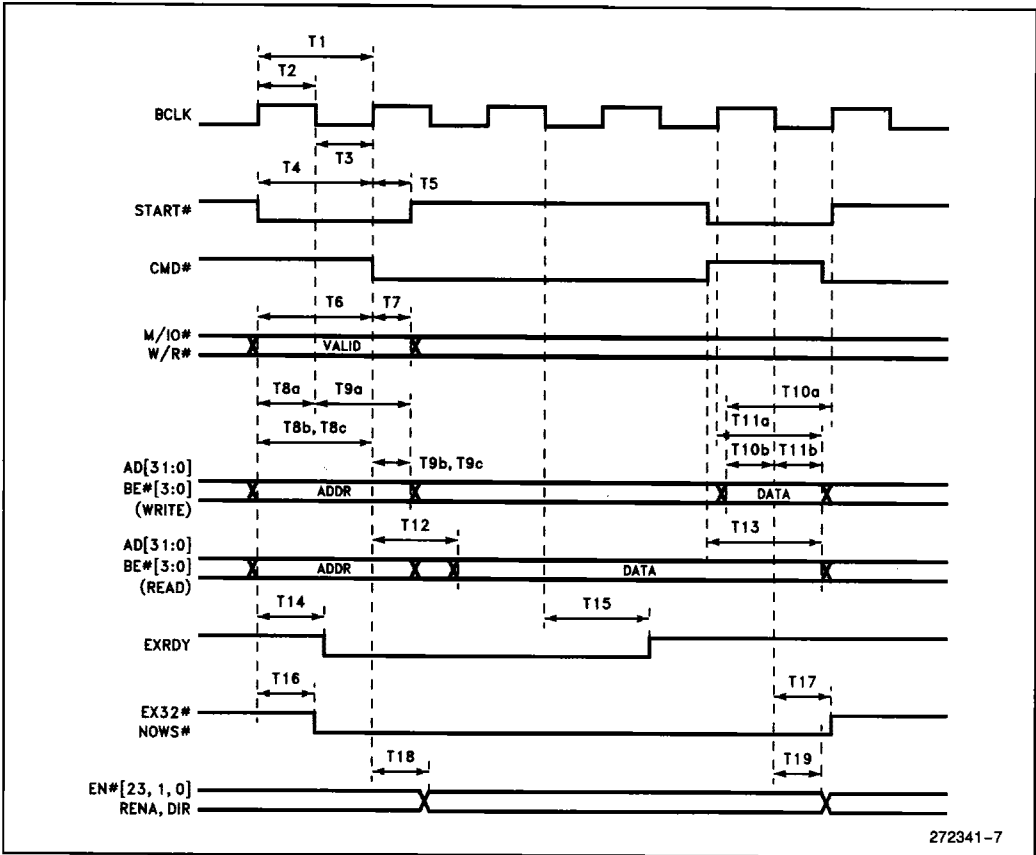 T1
T2
BCLK
T3
T4
T5
START#
CMD#
T6 T7
M/IO#
W/R#
VALID
T8a T9a
T10a
T8b, T8c
T11a
T9b, T9c
T10b T11b
AD[31:0]
BE#[3:0]
(WRITE)
ADDR
DATA
T12
T13
AD[31:0]
BE#[3:0]
(READ)
ADDR
DATA
T14
T15
EXRDY
T16
T17
EX32#
NOWS#
T18
T19
EN#[23, 1, 0]
RENA, DIR
272341-7